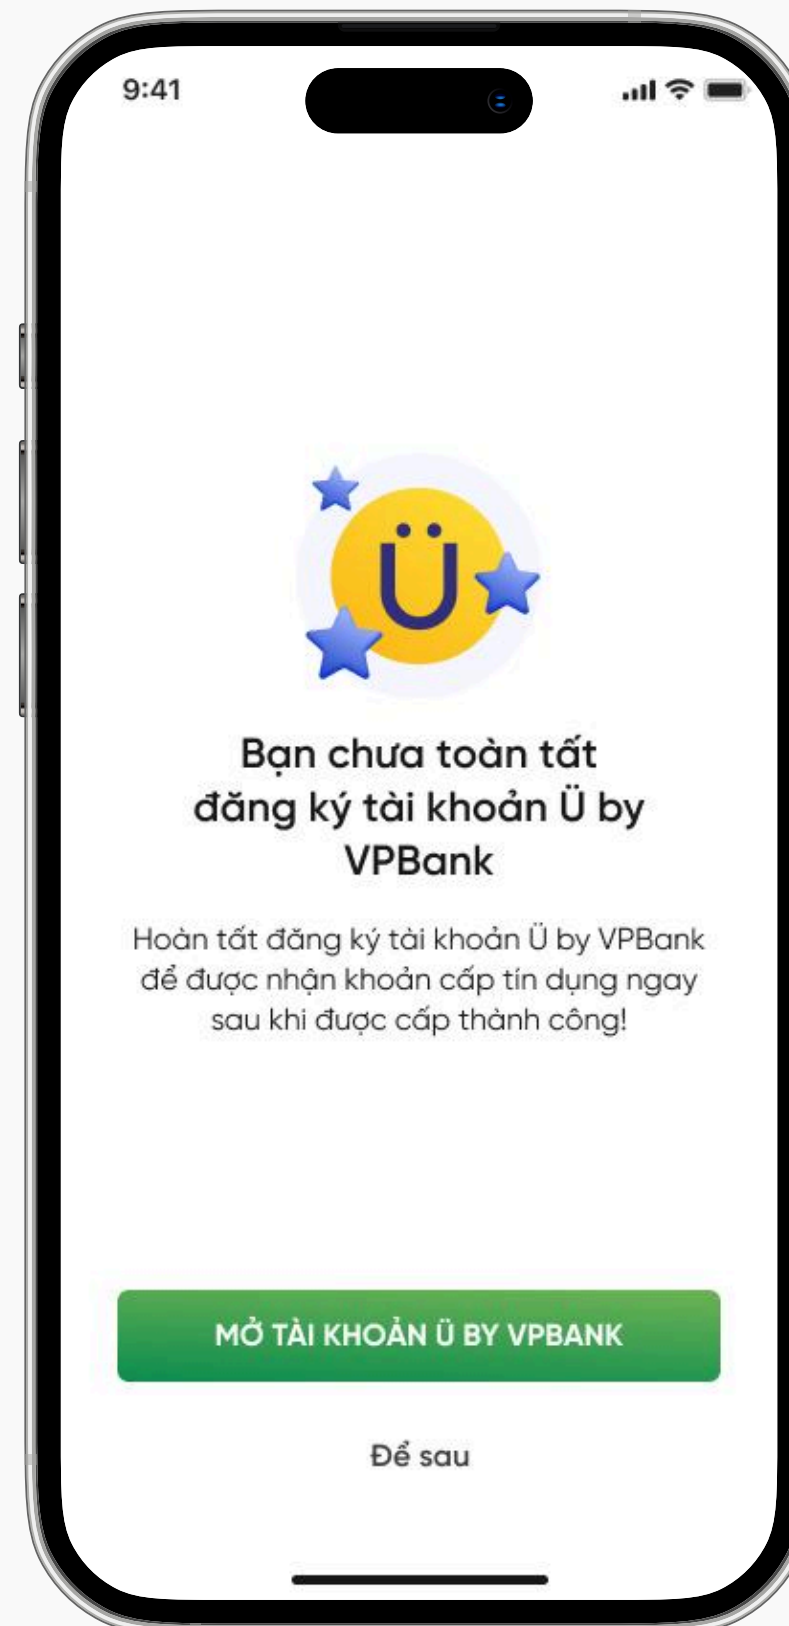 9:41
Ü
Bạn chưa toàn tất
đăng ký tài khoản Ü by
VPBank
Hoàn tất đăng ký tài khoản Ü by VPBank
để được nhận khoản cấp tín dụng ngay
sau khi được cấp thành công!
MỞ TÀI KHOẢN Ü BY VPBANK
Để sau